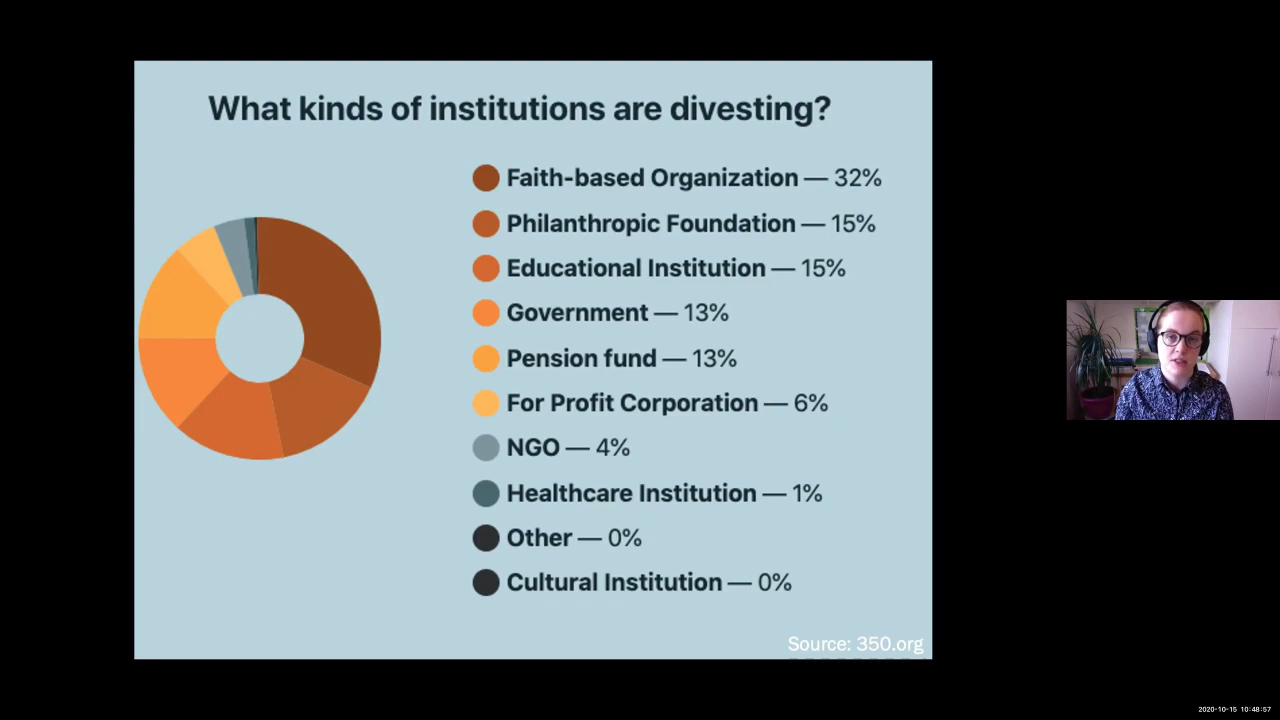 What kinds of institutions are divesting?
Faith-based Organization — 32%
Philanthropic Foundation — 15%
Educational Institution — 15%
Government — 13%
Pension fund — 13%
For Profit Corporation — 6%
NGO — 4%
Healthcare Institution — 1%
Other — 0%
Cultural Institution — 0%
Source: 350.org
2020-10-15 10:48:57